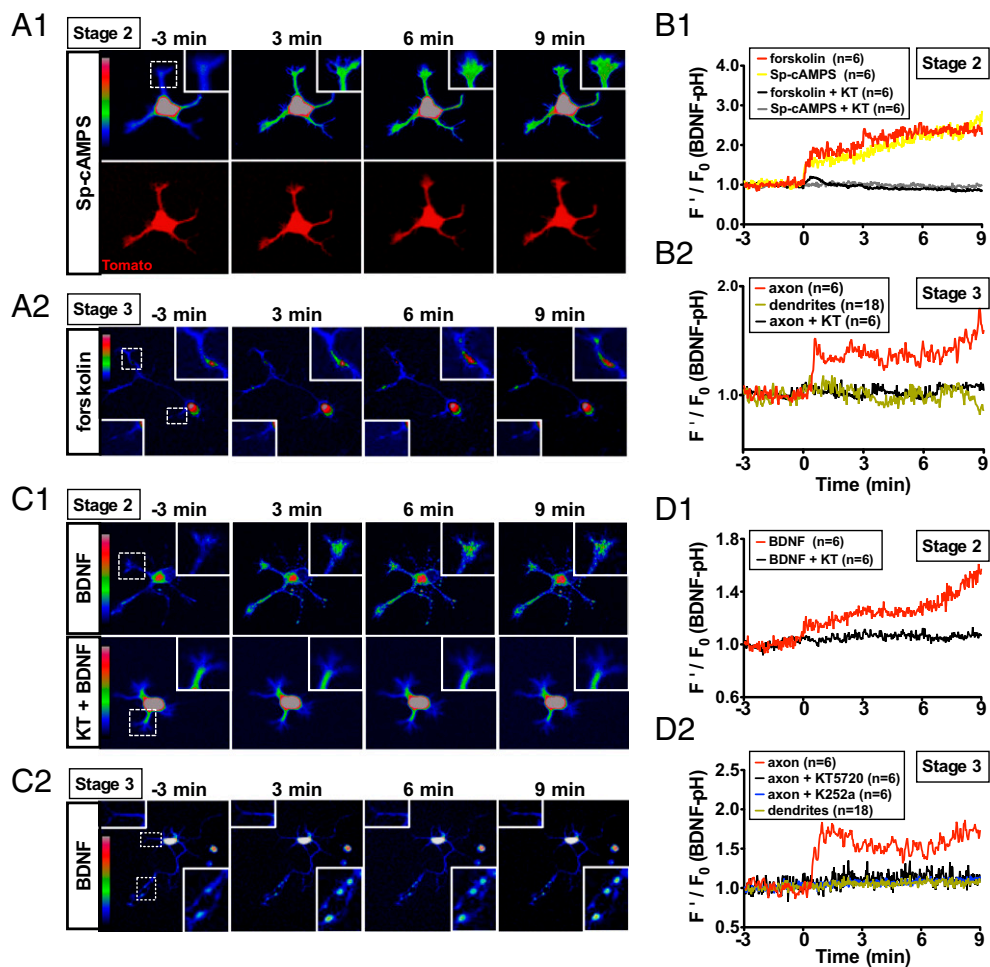 A1
Stage 2
-3 min
3 min
6 min
9 min
Sp-cAMPS
Tomato
A2
Stage 3
-3 min
3 min
6 min
9 min
forskolin
C1
Stage 2
-3 min
3 min
6 min
9 min
BDNF
KT + BDNF
C2
Stage 3
-3 min
3 min
6 min
9 min
BDNF
B1
forskolin (n=6)
Sp-cAMPS (n=6)
forskolin + KT (n=6)
Sp-cAMPS + KT (n=6)
Stage 2
F ' / F0 (BDNF-pH)
4.0
3.0
2.0
1.0
0.0
-3 0 3 6 9
B2
axon (n=6)
dendrites (n=18)
axon + KT (n=6)
Stage 3
F ' / F0 (BDNF-pH)
2.0
1.0
-3 0 3 6 9
Time (min)
D1
BDNF (n=6)
BDNF + KT (n=6)
Stage 2
F ' / F0 (BDNF-pH)
1.8
1.4
1.0
0.6
-3 0 3 6 9
D2
axon (n=6)
axon + KT5720 (n=6)
axon + K252a (n=6)
dendrites (n=18)
Stage 3
F ' / F0 (BDNF-pH)
2.5
2.0
1.5
1.0
0.5
-3 0 3 6 9
Time (min)